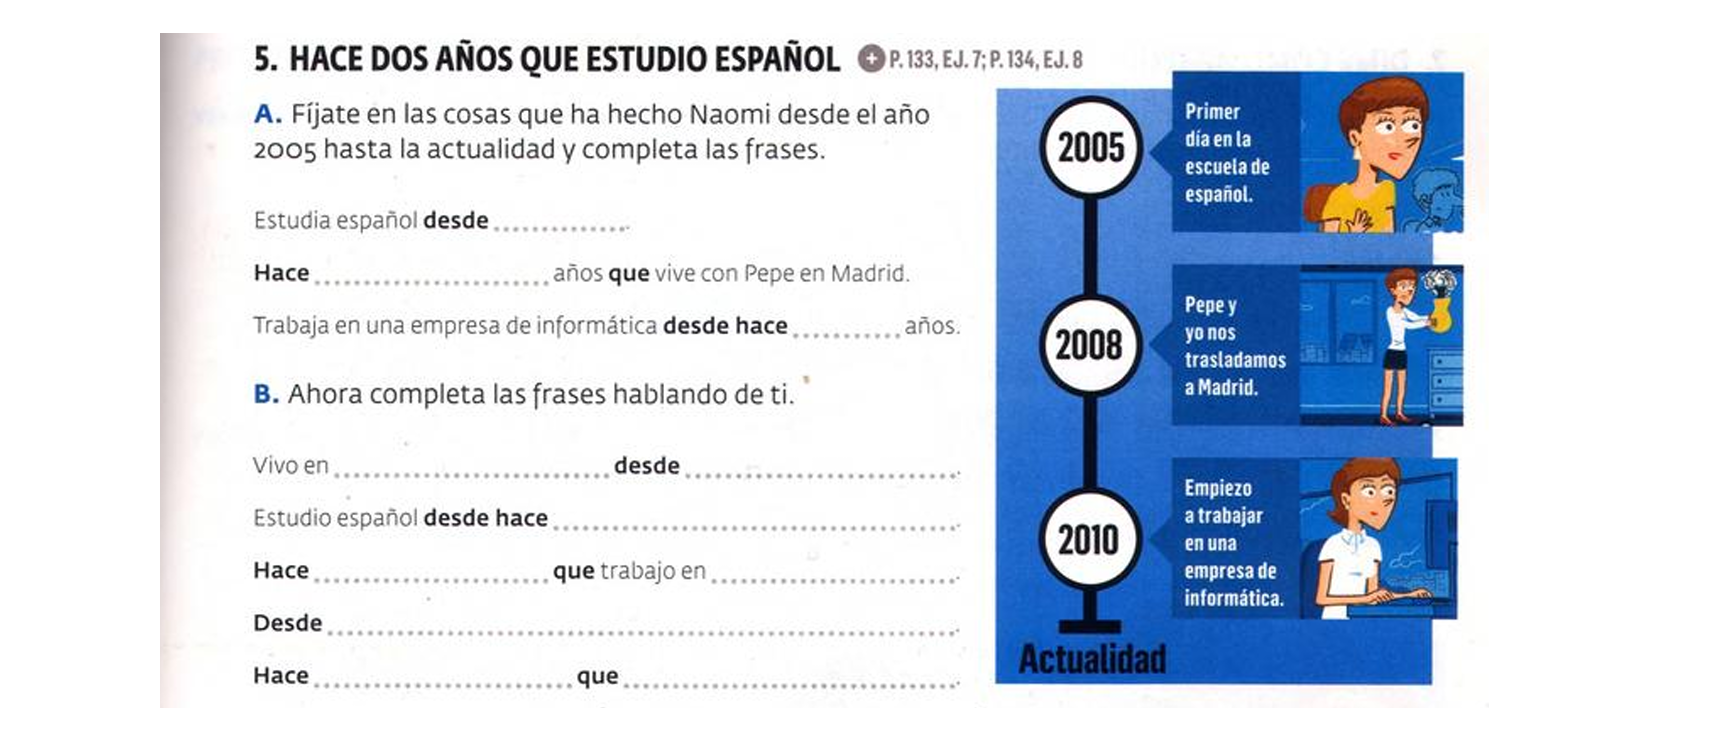 5. HACE DOS AÑOS QUE ESTUDIO ESPAÑOL + P. 133, EJ. 7; P. 134, EJ. 8
A. Fíjate en las cosas que ha hecho Naomi desde el año
2005 hasta la actualidad y completa las frases.
Estudia español desde ..............
Hace ........................ años que vive con Pepe en Madrid.
Trabaja en una empresa de informática desde hace ........... años.
B. Ahora completa las frases hablando de ti.
Vivo en ............................ desde ............................
Estudio español desde hace ..........................................
Hace ........................ que trabajo en ..........................
Desde ................................................................
Hace ........................... que ..................................
2005
Primer
día en la
escuela de
español.
2008
Pepe y
yo nos
trasladamos
a Madrid.
2010
Empiezo
a trabajar
en una
empresa de
informática.
Actualidad